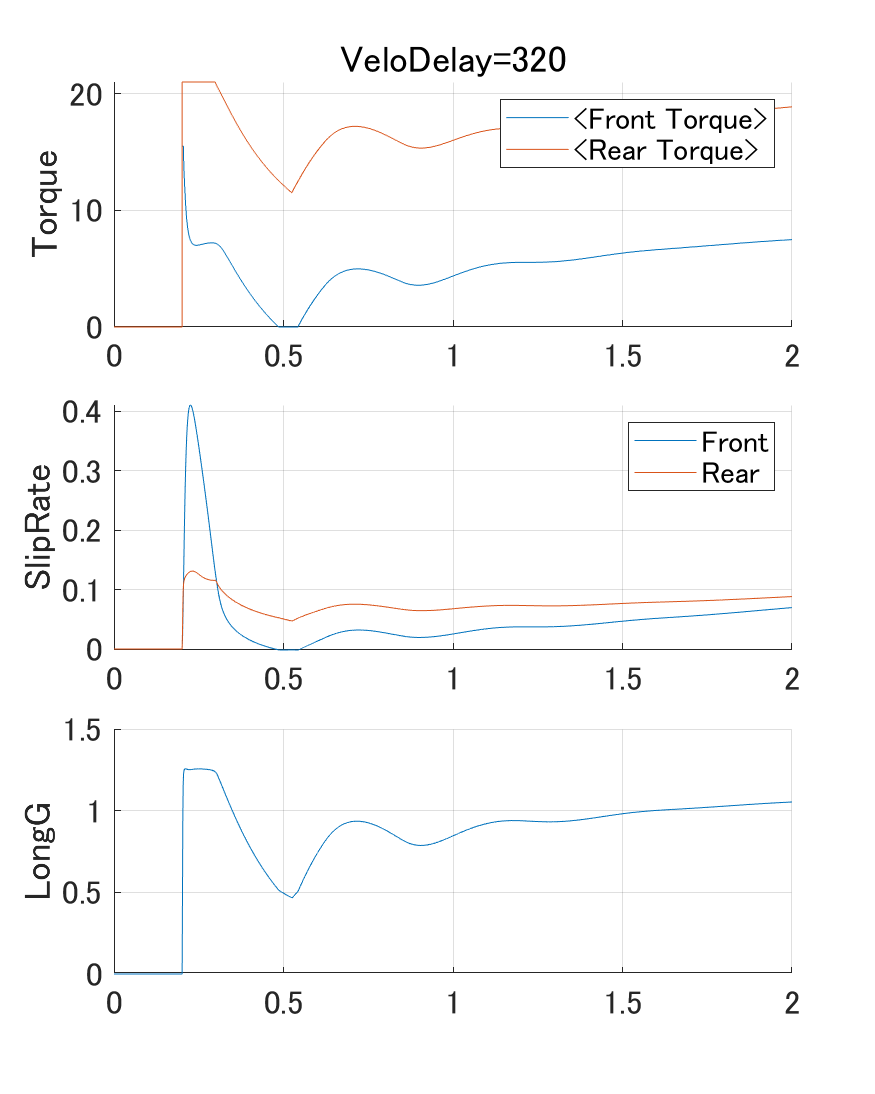 VeloDelay=320
Torque
20
10
0
<Front Torque>
<Rear Torque>
0 0.5 1 1.5 2
SlipRate
0.4
0.3
0.2
0.1
0
Front
Rear
0 0.5 1 1.5 2
LongG
1.5
1
0.5
0
0 0.5 1 1.5 2